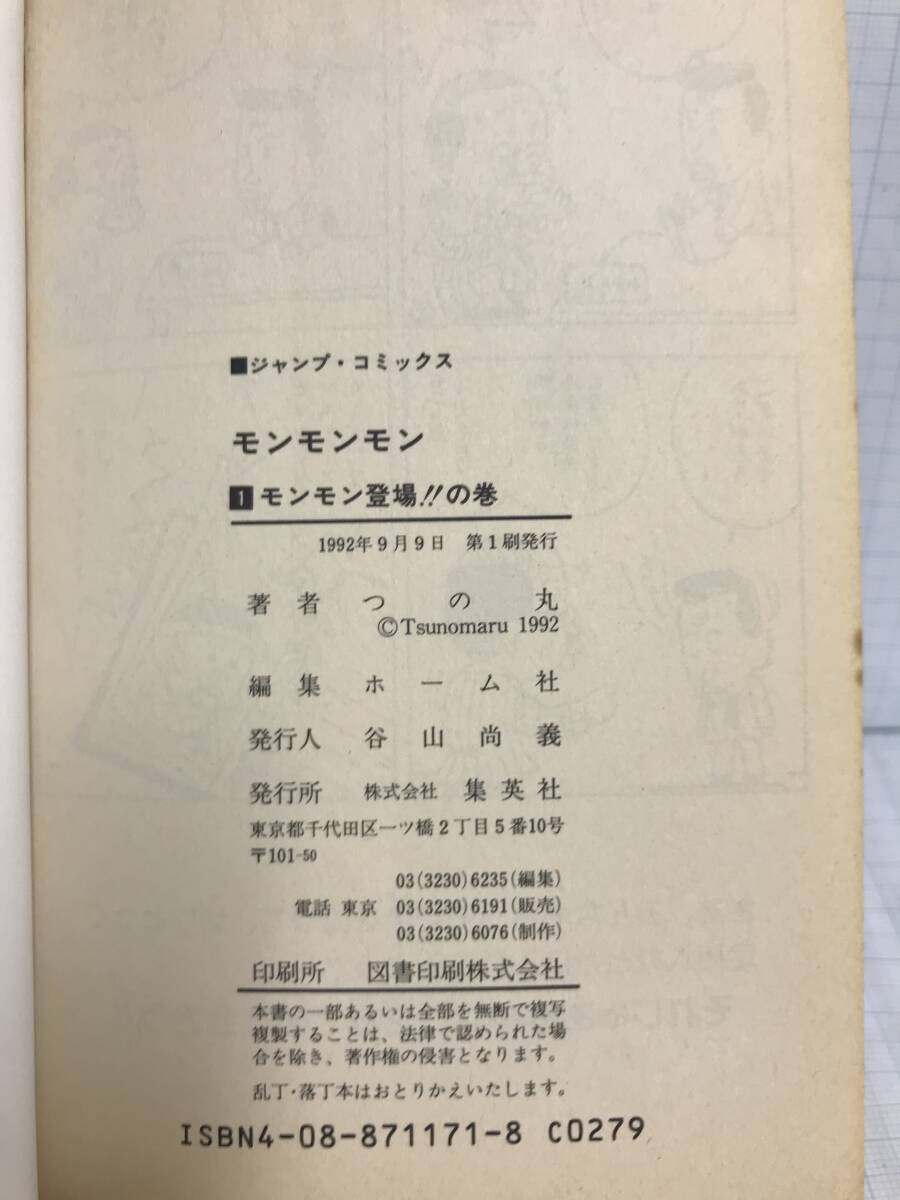 ■ジャンプ・コミックス
モンモンモン
1 モンモン登場!!の巻
1992年9月9日 第1刷発行
著者 つの丸
©Tsunomaru 1992
編集 ホーム社
発行人 谷山尚義
発行所 株式会社 集英社
東京都千代田区一ツ橋2丁目5番10号
〒101-50
03(3230)6235(編集)
電話 東京 03(3230)6191(販売)
03(3230)6076(制作)
印刷所 図書印刷株式会社
本書の一部あるいは全部を無断で複写
複製することは、法律で認められた場
合を除き、著作権の侵害となります。
乱丁・落丁本はおとりかえいたします。
ISBN4-08-871171-8 C0279